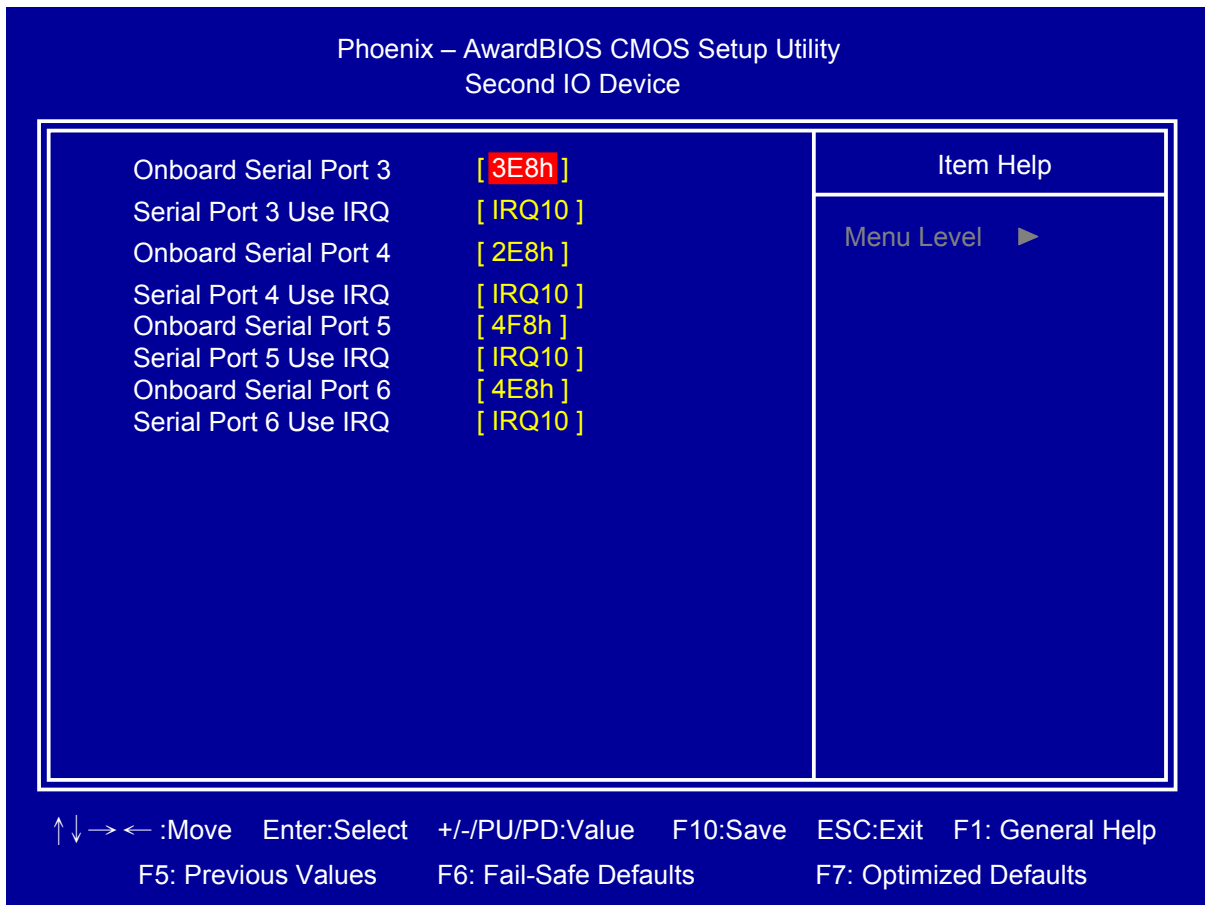 Phoenix – AwardBIOS CMOS Setup Utility
Second IO Device
Onboard Serial Port 3 [ 3E8h ]
Serial Port 3 Use IRQ [ IRQ10 ]
Onboard Serial Port 4 [ 2E8h ]
Serial Port 4 Use IRQ [ IRQ10 ]
Onboard Serial Port 5 [ 4F8h ]
Serial Port 5 Use IRQ [ IRQ10 ]
Onboard Serial Port 6 [ 4E8h ]
Serial Port 6 Use IRQ [ IRQ10 ]
Item Help
Menu Level ►
↑↓→← :Move Enter:Select +/-/PU/PD:Value F10:Save ESC:Exit F1: General Help
F5: Previous Values F6: Fail-Safe Defaults F7: Optimized Defaults